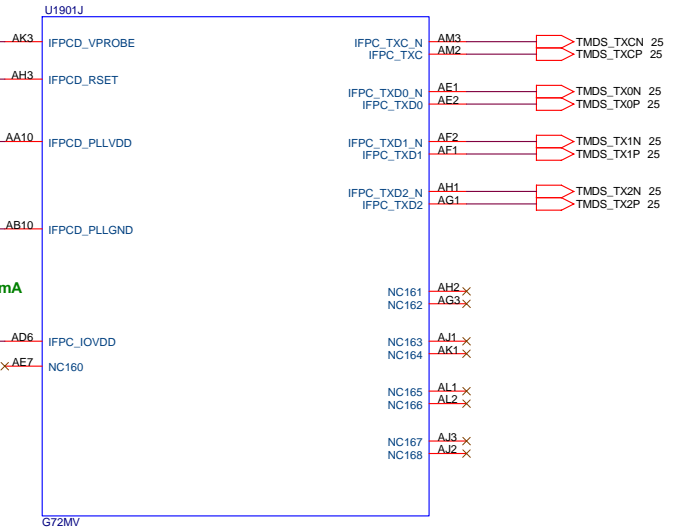 U1901J
AK3 IFPCD_VPROBE IFPC_TXC_N AM3 TMDS_TXCN 25
IFPC_TXC AM2 TMDS_TXCP 25
AH3 IFPCD_RSET
IFPC_TXD0_N AE1 TMDS_TX0N 25
IFPC_TXD0 AE2 TMDS_TX0P 25
AA10 IFPCD_PLLVDD IFPC_TXD1_N AF2 TMDS_TX1N 25
IFPC_TXD1 AF1 TMDS_TX1P 25
IFPC_TXD2_N AH1 TMDS_TX2N 25
IFPC_TXD2 AG1 TMDS_TX2P 25
AB10 IFPCD_PLLGND
mA
NC161 AH2
NC162 AG3
AD6 IFPC_IOVDD NC163 AJ1
NC164 AK1
AE7 NC160
NC165 AL1
NC166 AL2
NC167 AJ3
NC168 AJ2
G72MV